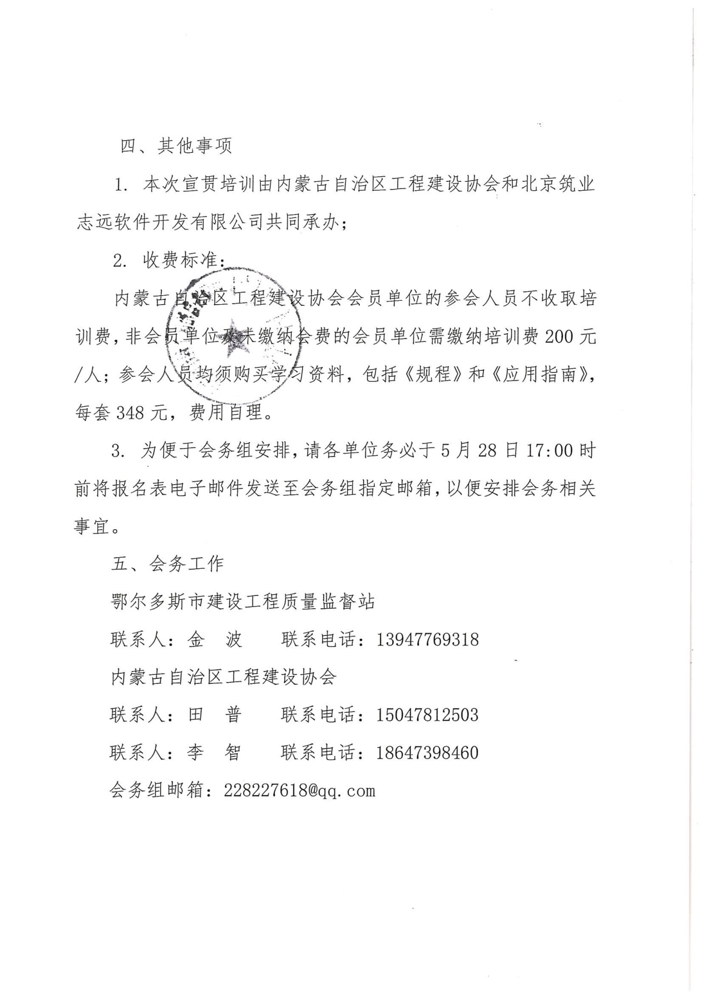 四、其他事项
1. 本次宣贯培训由内蒙古自治区工程建设协会和北京筑业
志远软件开发有限公司共同承办；
2. 收费标准：
内蒙古自治区工程建设协会会员单位的参会人员不收取培
训费，非会员单位及未缴纳会费的会员单位需缴纳培训费 200 元
/人；参会人员均须购买学习资料，包括《规程》和《应用指南》，
每套 348 元，费用自理。
3. 为便于会务组安排，请各单位务必于 5 月 28 日 17:00 时
前将报名表电子邮件发送至会务组指定邮箱，以便安排会务相关
事宜。
五、会务工作
鄂尔多斯市建设工程质量监督站
联系人：金　波　　联系电话：13947769318
内蒙古自治区工程建设协会
联系人：田　普　　联系电话：15047812503
联系人：李　智　　联系电话：18647398460
会务组邮箱：228227618@qq.com